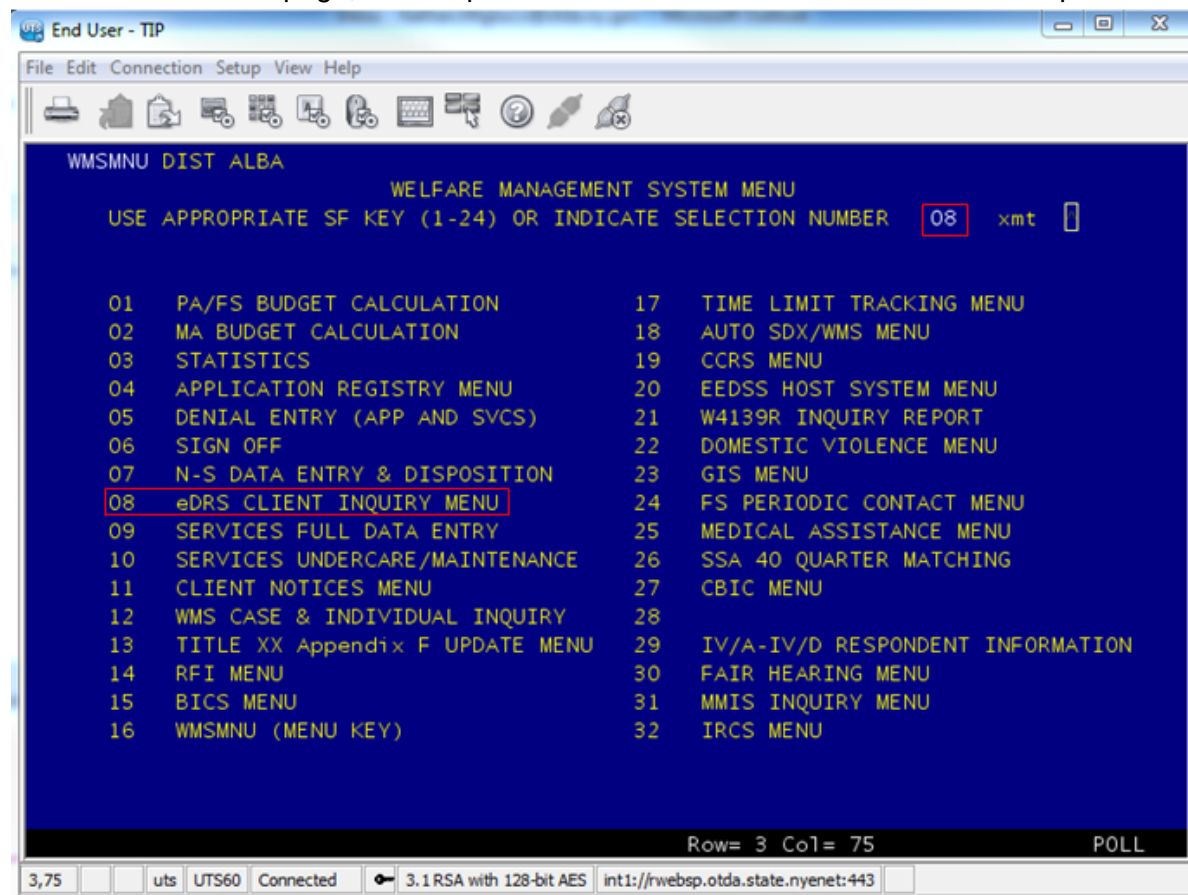 End User - TIP
File Edit Connection Setup View Help
WMSMNU DIST ALBA
WELFARE MANAGEMENT SYSTEM MENU
USE APPROPRIATE SF KEY (1-24) OR INDICATE SELECTION NUMBER 08 xmt
01 PA/FS BUDGET CALCULATION 17 TIME LIMIT TRACKING MENU
02 MA BUDGET CALCULATION 18 AUTO SDX/WMS MENU
03 STATISTICS 19 CCRS MENU
04 APPLICATION REGISTRY MENU 20 EEDSS HOST SYSTEM MENU
05 DENIAL ENTRY (APP AND SVCS) 21 W4139R INQUIRY REPORT
06 SIGN OFF 22 DOMESTIC VIOLENCE MENU
07 N-S DATA ENTRY & DISPOSITION 23 GIS MENU
08 eDRS CLIENT INQUIRY MENU 24 FS PERIODIC CONTACT MENU
09 SERVICES FULL DATA ENTRY 25 MEDICAL ASSISTANCE MENU
10 SERVICES UNDERCARE/MAINTENANCE 26 SSA 40 QUARTER MATCHING
11 CLIENT NOTICES MENU 27 CBIC MENU
12 WMS CASE & INDIVIDUAL INQUIRY 28
13 TITLE XX Appendix F UPDATE MENU 29 IV/A-IV/D RESPONDENT INFORMATION
14 RFI MENU 30 FAIR HEARING MENU
15 BICS MENU 31 MMIS INQUIRY MENU
16 WMSMNU (MENU KEY) 32 IRCS MENU
Row= 3 Col= 75 POLL
3,75 uts UTS60 Connected 3.1 RSA with 128-bit AES int1://rwebsp.otda.state.nyenet:443